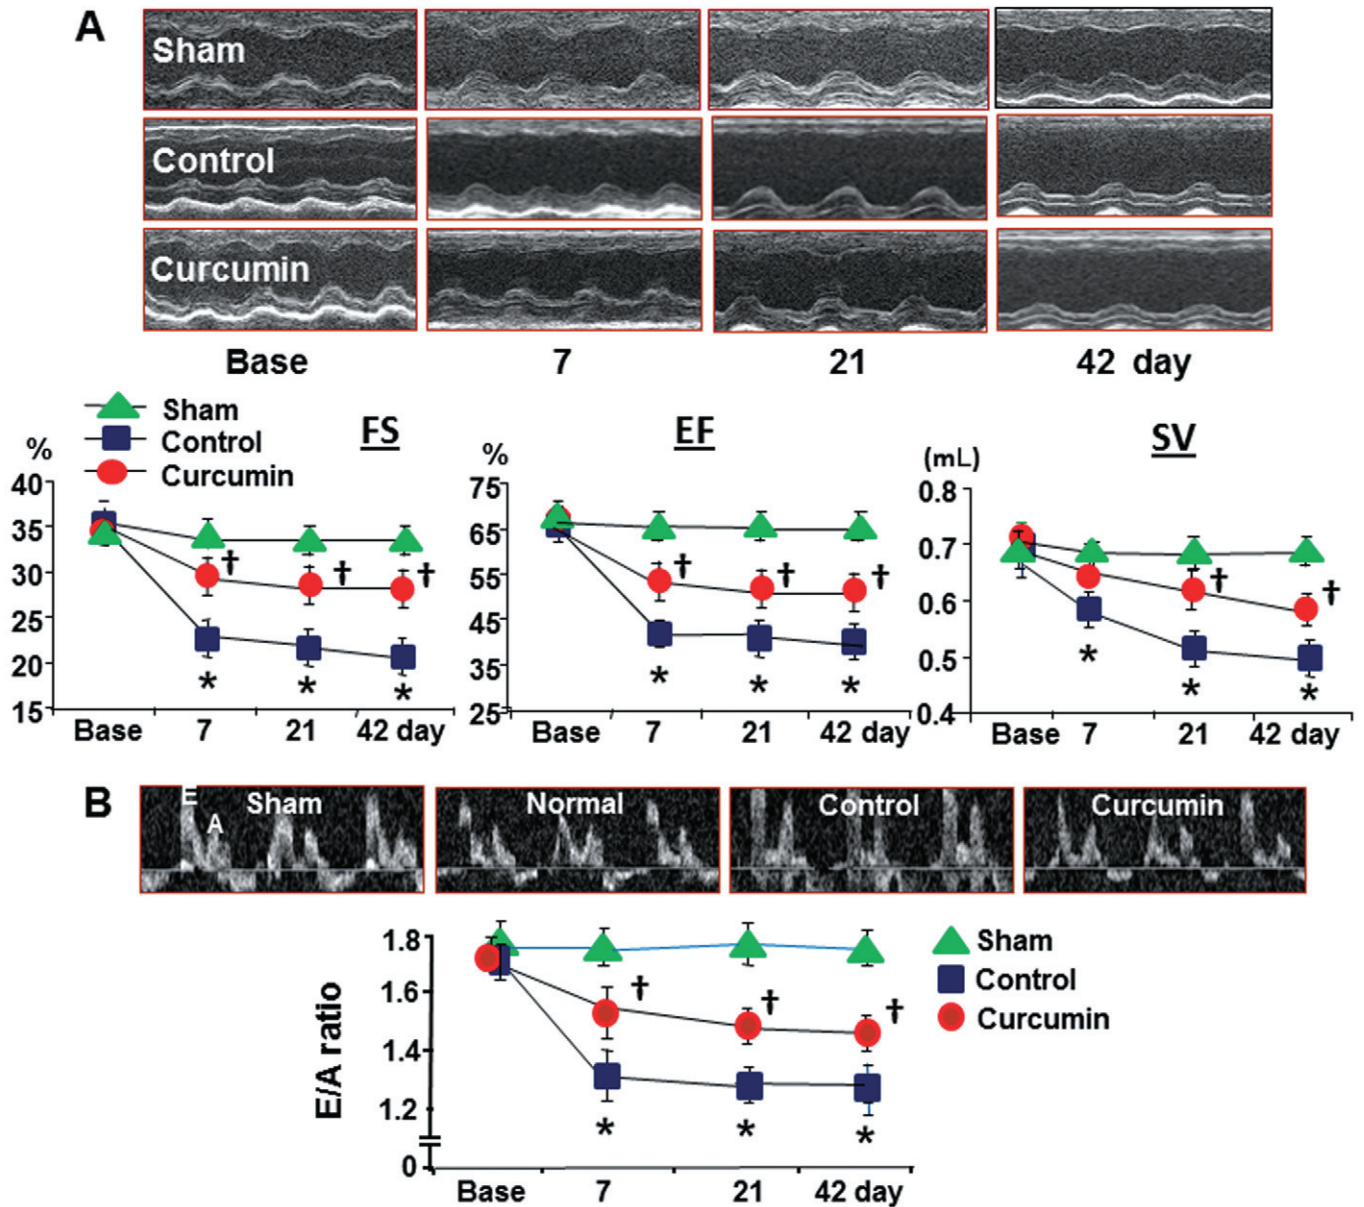 A
Sham
Control
Curcumin
Base 7 21 42 day
Sham
Control
Curcumin
FS
%
40
35
30
25
20
15
† † †
* * *
Base 7 21 42 day
EF
%
75
65
55
45
35
25
† † †
* * *
Base 7 21 42 day
SV
(mL)
0.8
0.7
0.6
0.5
0.4
† †
* * *
Base 7 21 42 day
B
E
A
Sham Normal Control Curcumin
E/A ratio
1.8
1.6
1.4
1.2
0
† † †
* * *
Base 7 21 42 day
Sham
Control
Curcumin